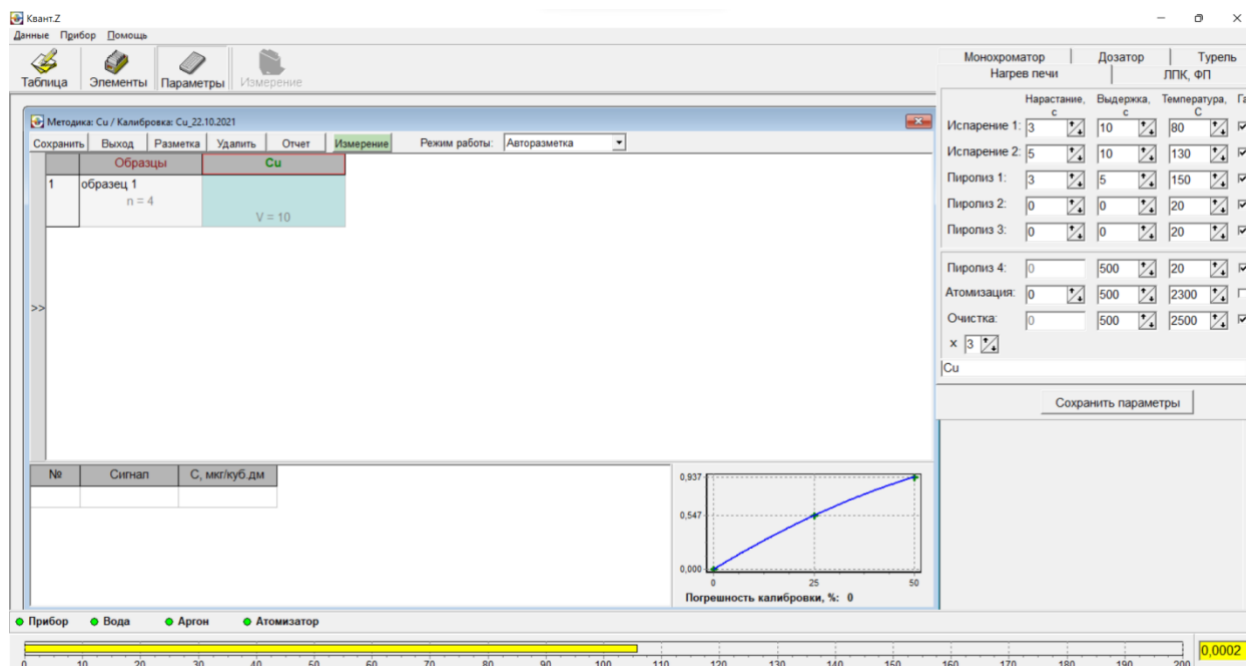 Квант.Z
Данные Прибор Помощь
Таблица Элементы Параметры Измерение
Методика: Cu / Калибровка: Cu_22.10.2021
Сохранить Выход Разметка Удалить Отчет Измерение Режим работы: Авторазметка
Образцы Cu
1 образец 1
n = 4
V = 10
>>
№ Сигнал С, мкг/куб.дм
0,937
0,547
0,000
0 25 50
Погрешность калибровки, %: 0
Монохроматор Дозатор Турель
Нагрев печи ЛПК, ФП
Нарастание, с Выдержка, с Температура, С Га
Испарение 1: 3 10 80
Испарение 2: 5 10 130
Пиролиз 1: 3 5 150
Пиролиз 2: 0 0 20
Пиролиз 3: 0 0 20
Пиролиз 4: 0 500 20
Атомизация: 0 500 2300
Очистка: 0 500 2500
x 3
Cu
Сохранить параметры
Прибор Вода Аргон Атомизатор
0 10 20 30 40 50 60 70 80 90 100 110 120 130 140 150 160 170 180 190 200
0,0002